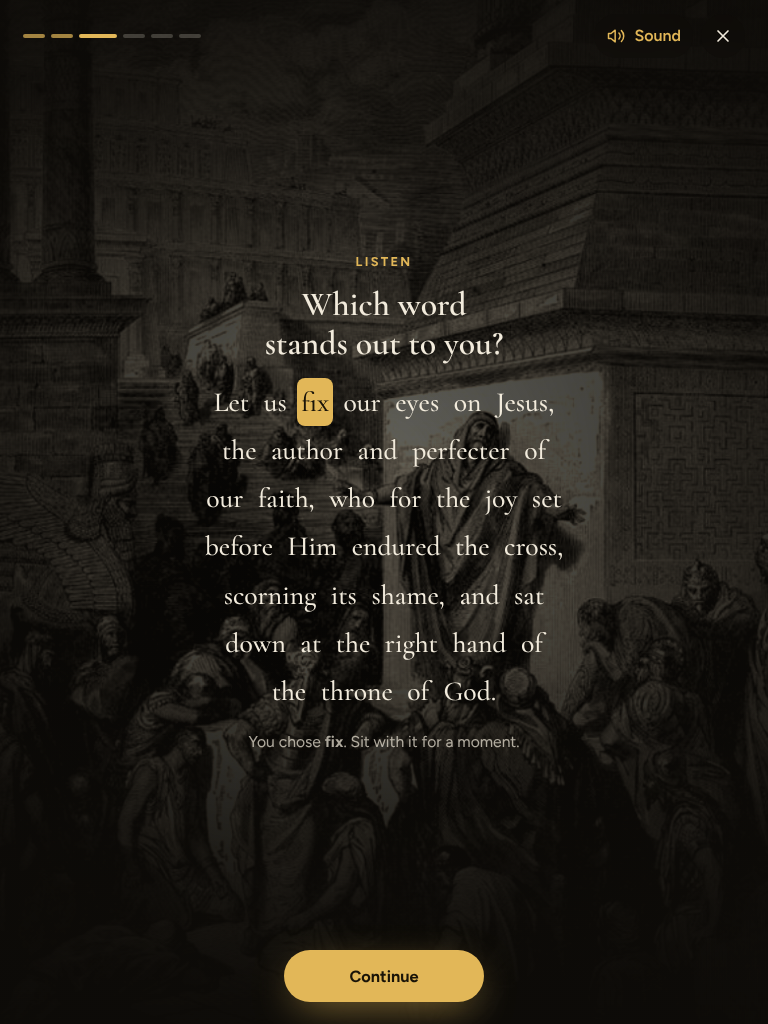 Sound
LISTEN
Which word
stands out to you?
Let us fix our eyes on Jesus,
the author and perfecter of
our faith, who for the joy set
before Him endured the cross,
scorning its shame, and sat
down at the right hand of
the throne of God.
You chose fix. Sit with it for a moment.
Continue